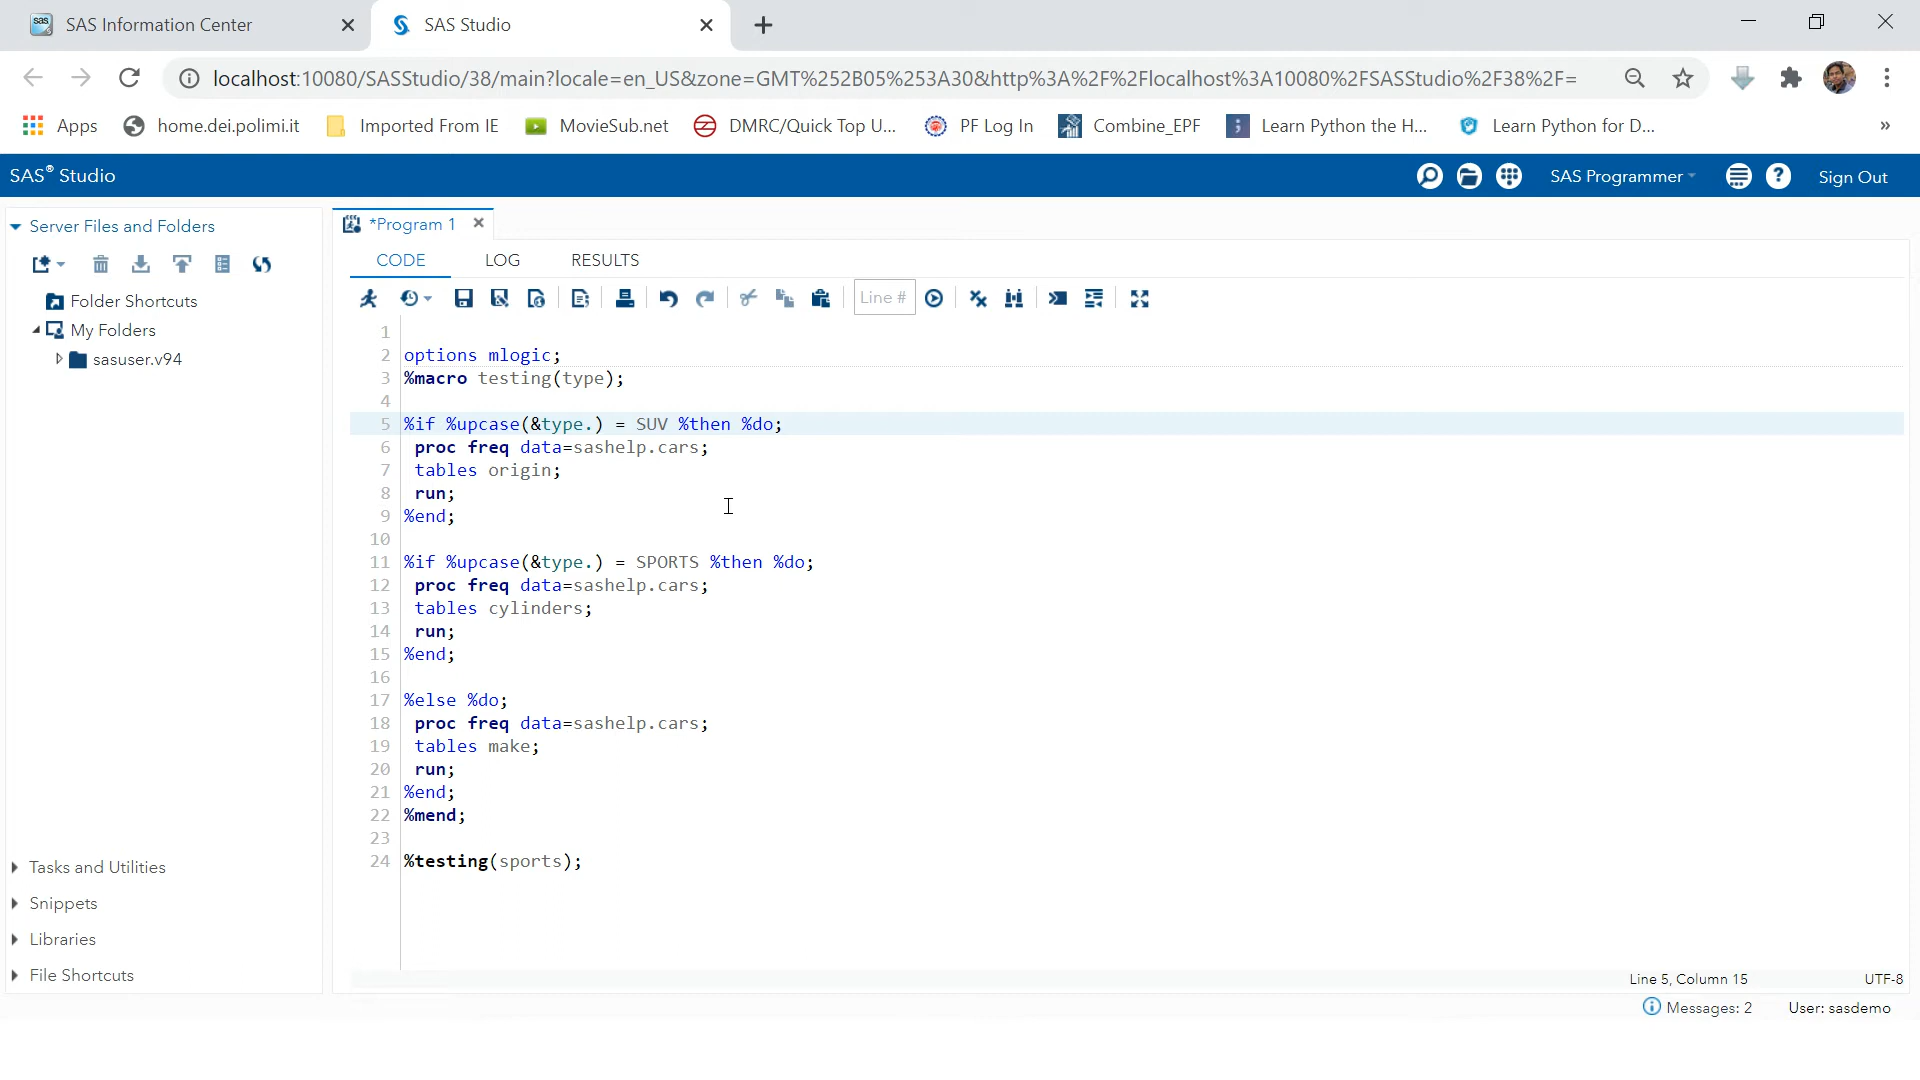 SAS Information Center
SAS Studio
localhost:10080/SASStudio/38/main?locale=en_US&zone=GMT%252B05%253A30&http%3A%2F%2Flocalhost%3A10080%2FSASStudio%2F38%2F=
Apps
home.dei.polimi.it
Imported From IE
MovieSub.net
DMRC/Quick Top U...
PF Log In
Combine_EPF
Learn Python the H...
Learn Python for D...
»
SAS® Studio
SAS Programmer
Sign Out
Server Files and Folders
Folder Shortcuts
My Folders
sasuser.v94
Tasks and Utilities
Snippets
Libraries
File Shortcuts
*Program 1
CODE LOG RESULTS
Line #
1
2 options mlogic;
3 %macro testing(type);
4
5 %if %upcase(&type.) = SUV %then %do;
6 proc freq data=sashelp.cars;
7 tables origin;
8 run;
9 %end;
10
11 %if %upcase(&type.) = SPORTS %then %do;
12 proc freq data=sashelp.cars;
13 tables cylinders;
14 run;
15 %end;
16
17 %else %do;
18 proc freq data=sashelp.cars;
19 tables make;
20 run;
21 %end;
22 %mend;
23
24 %testing(sports);
Line 5, Column 15
UTF-8
Messages: 2
User: sasdemo